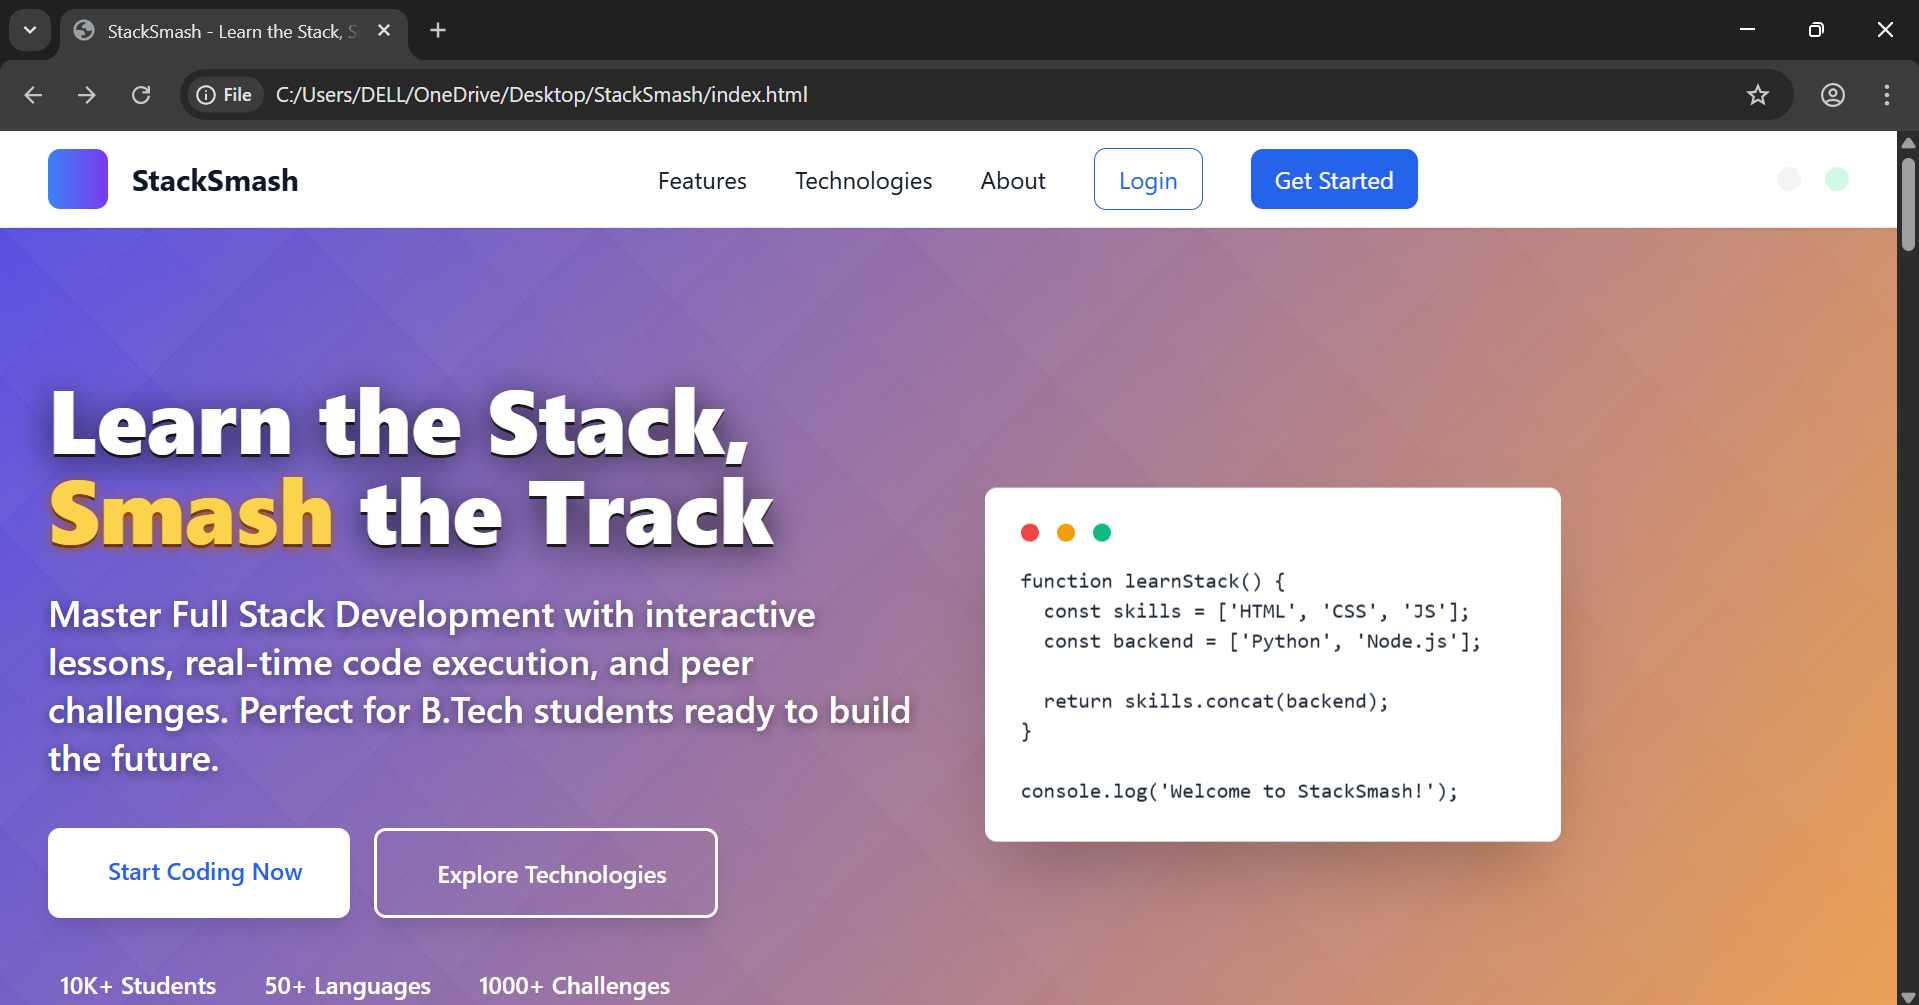 StackSmash - Learn the Stack, S
File
C:/Users/DELL/OneDrive/Desktop/StackSmash/index.html
StackSmash
Features
Technologies
About
Login
Get Started
Learn the Stack,
Smash the Track
Master Full Stack Development with interactive
lessons, real-time code execution, and peer
challenges. Perfect for B.Tech students ready to build
the future.
Start Coding Now
Explore Technologies
10K+ Students
50+ Languages
1000+ Challenges
function learnStack() {
  const skills = ['HTML', 'CSS', 'JS'];
  const backend = ['Python', 'Node.js'];
  return skills.concat(backend);
}
console.log('Welcome to StackSmash!');